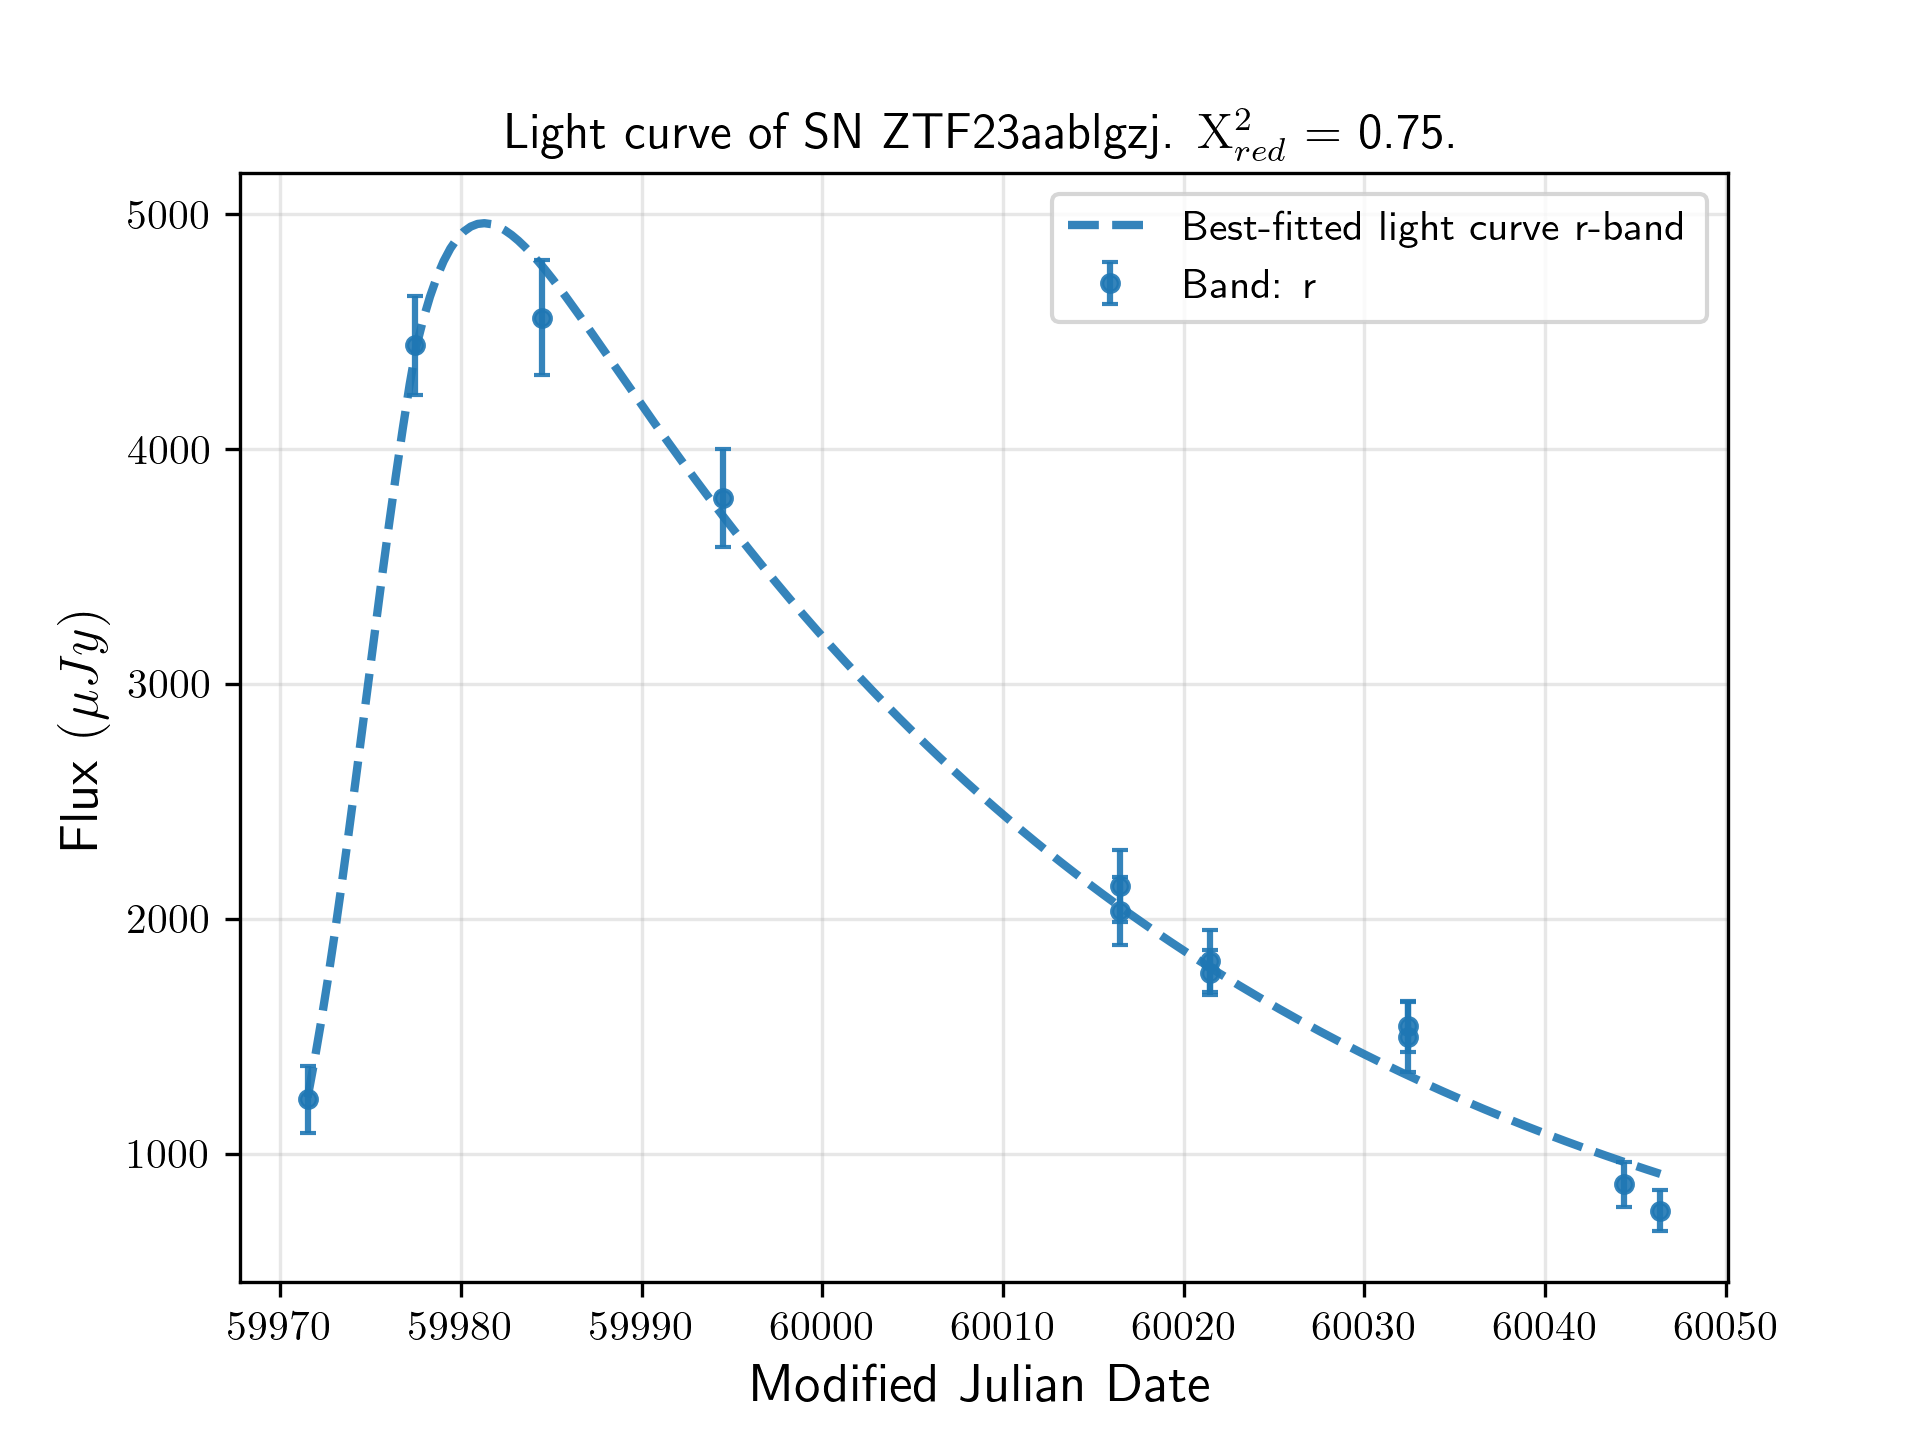 Light curve of SN ZTF23aablgzj. X²_red = 0.75.
Best-fitted light curve r-band
Band: r
Flux (μJy)
5000
4000
3000
2000
1000
59970 59980 59990 60000 60010 60020 60030 60040 60050
Modified Julian Date